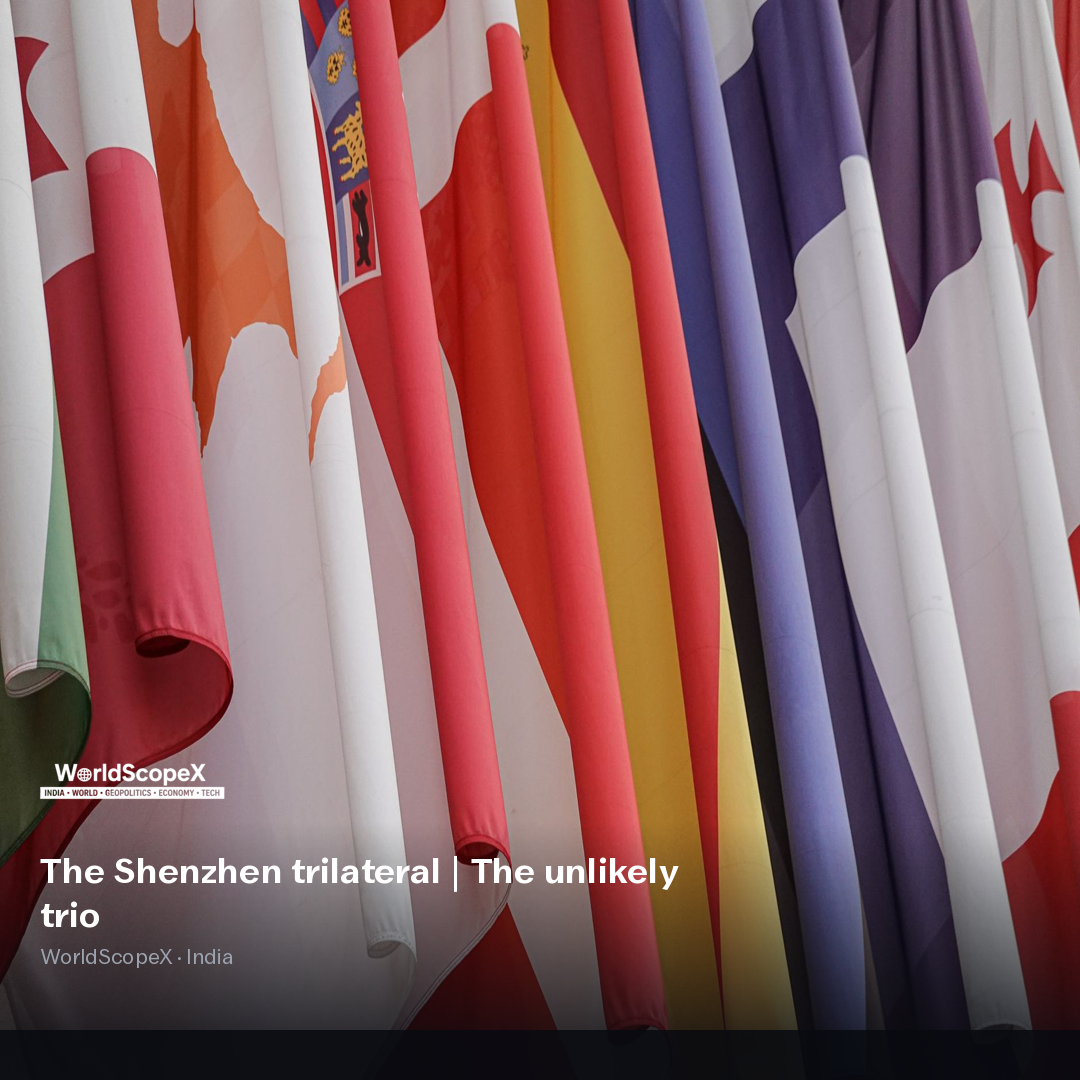 WorldScopeX
INDIA • WORLD • GEOPOLITICS • ECONOMY • TECH
The Shenzhen trilateral | The unlikely
trio
WorldScopeX · India